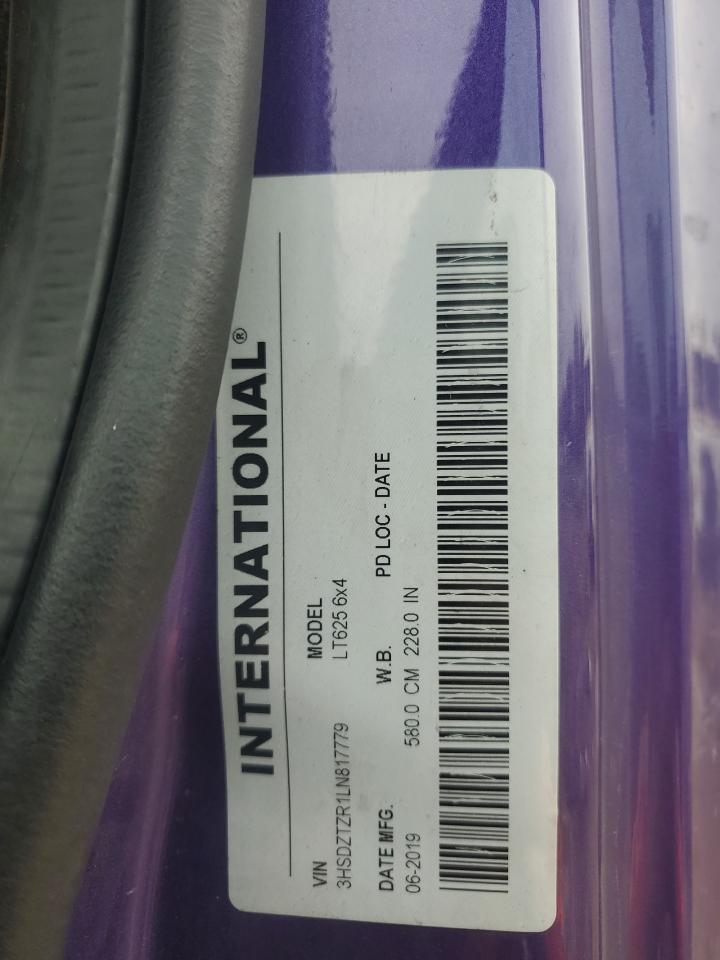 INTERNATIONAL®
VIN MODEL
3HSDZTZR1LN817779 LT625 6x4
DATE MFG. W.B. PD LOC - DATE
06-2019 580.0 CM 228.0 IN